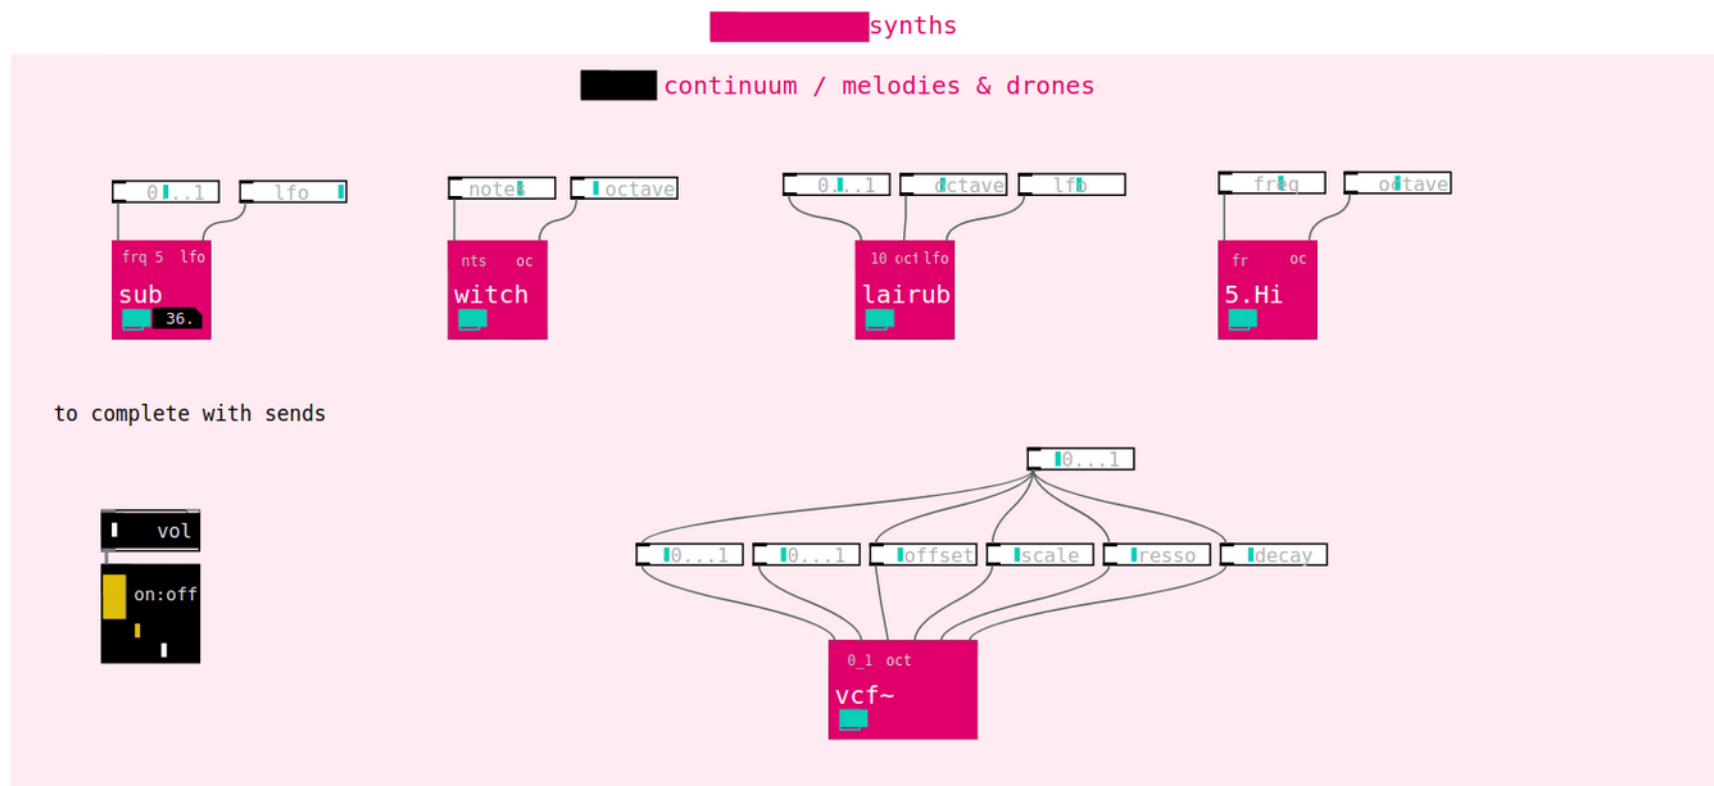 synths
continuum / melodies & drones
0...1 lfo notes octave 0...1 octave lfo freq octave
frq 5 lfo nts oc 10 oct lfo fr oc
sub witch lairub 5.Hi
36.
to complete with sends
0...1
vol
0...1 0...1 offset scale resso decay
on:off
0_1 oct
vcf~